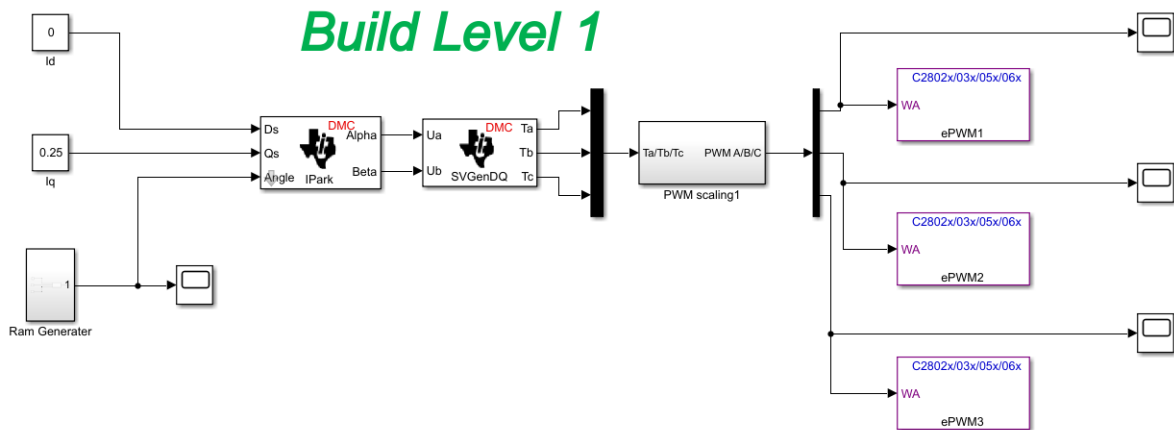 Build Level 1
0
Id
0.25
Iq
1
Ram Generater
DMC
Ds
Qs
Angle
Alpha
Beta
IPark
DMC
Ua
Ub
Ta
Tb
Tc
SVGenDQ
Ta/Tb/Tc
PWM A/B/C
PWM scaling1
C2802x/03x/05x/06x
WA
ePWM1
C2802x/03x/05x/06x
WA
ePWM2
C2802x/03x/05x/06x
WA
ePWM3